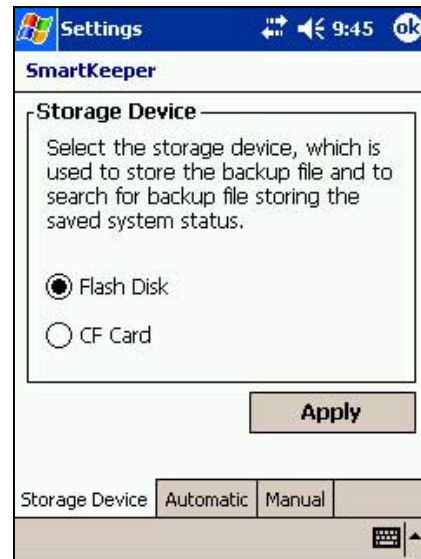 Settings 9:45 ok
SmartKeeper
Storage Device
Select the storage device, which is
used to store the backup file and to
search for backup file storing the
saved system status.
Flash Disk
CF Card
Apply
Storage Device Automatic Manual